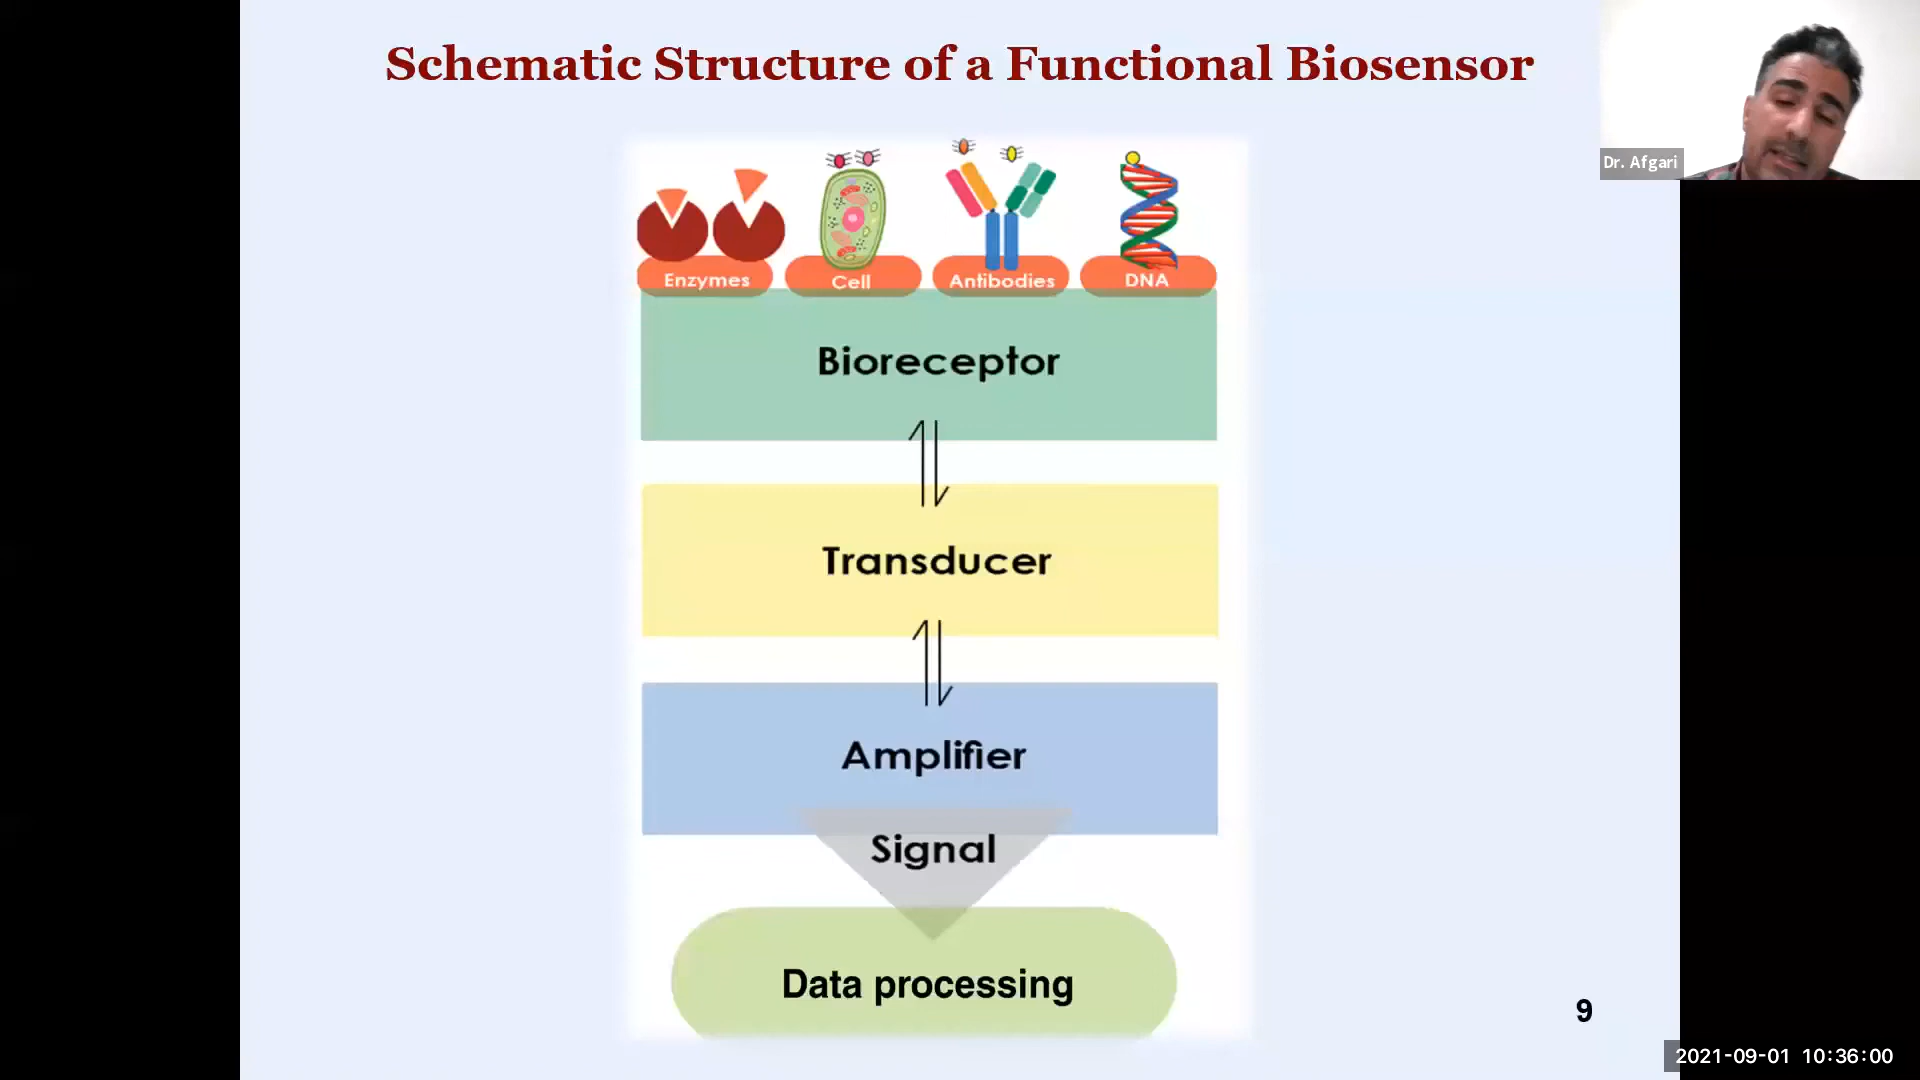 Schematic Structure of a Functional Biosensor
Dr. Afgari
Enzymes
Cell
Antibodies
DNA
Bioreceptor
Transducer
Amplifier
Signal
Data processing
9
2021-09-01 10:36:00